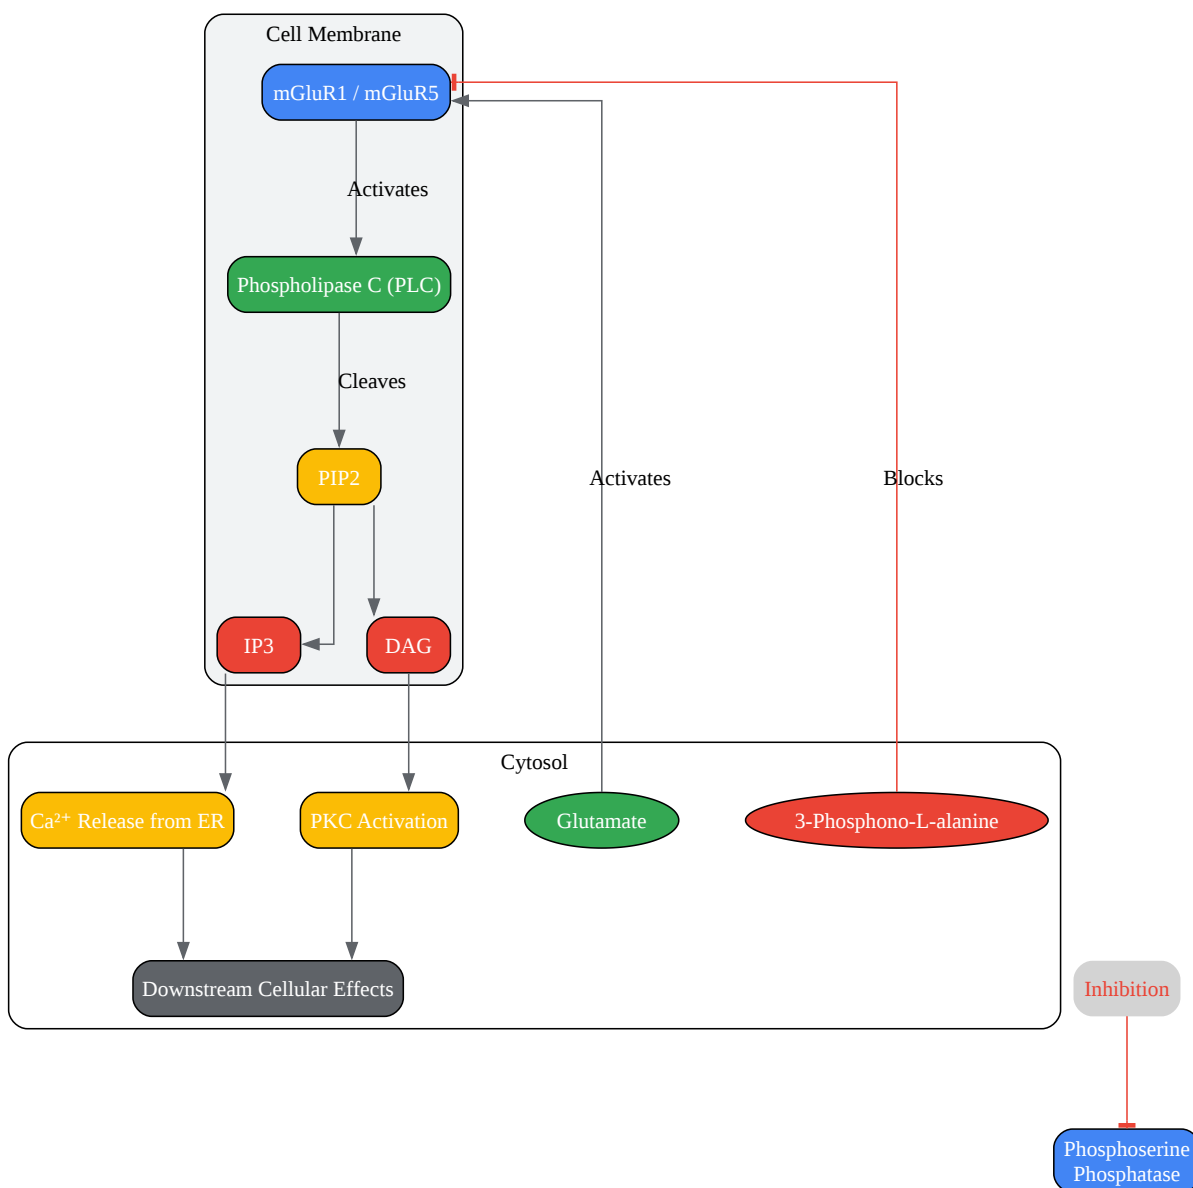 Cell Membrane
mGluR1 / mGluR5
Activates
Phospholipase C (PLC)
Cleaves
PIP2
Activates
Blocks
IP3
DAG
Cytosol
Ca²⁺ Release from ER
PKC Activation
Glutamate
3-Phosphono-L-alanine
Downstream Cellular Effects
Inhibition
Phosphoserine
Phosphatase